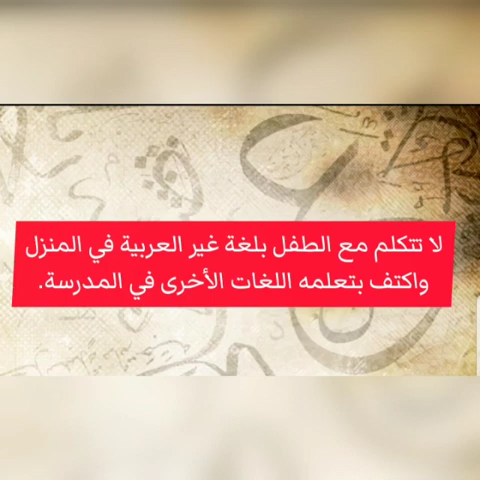 لا تتكلم مع الطفل بلغة غير العربية في المنزل
واكتف بتعلمه اللغات الأخرى في المدرسة.